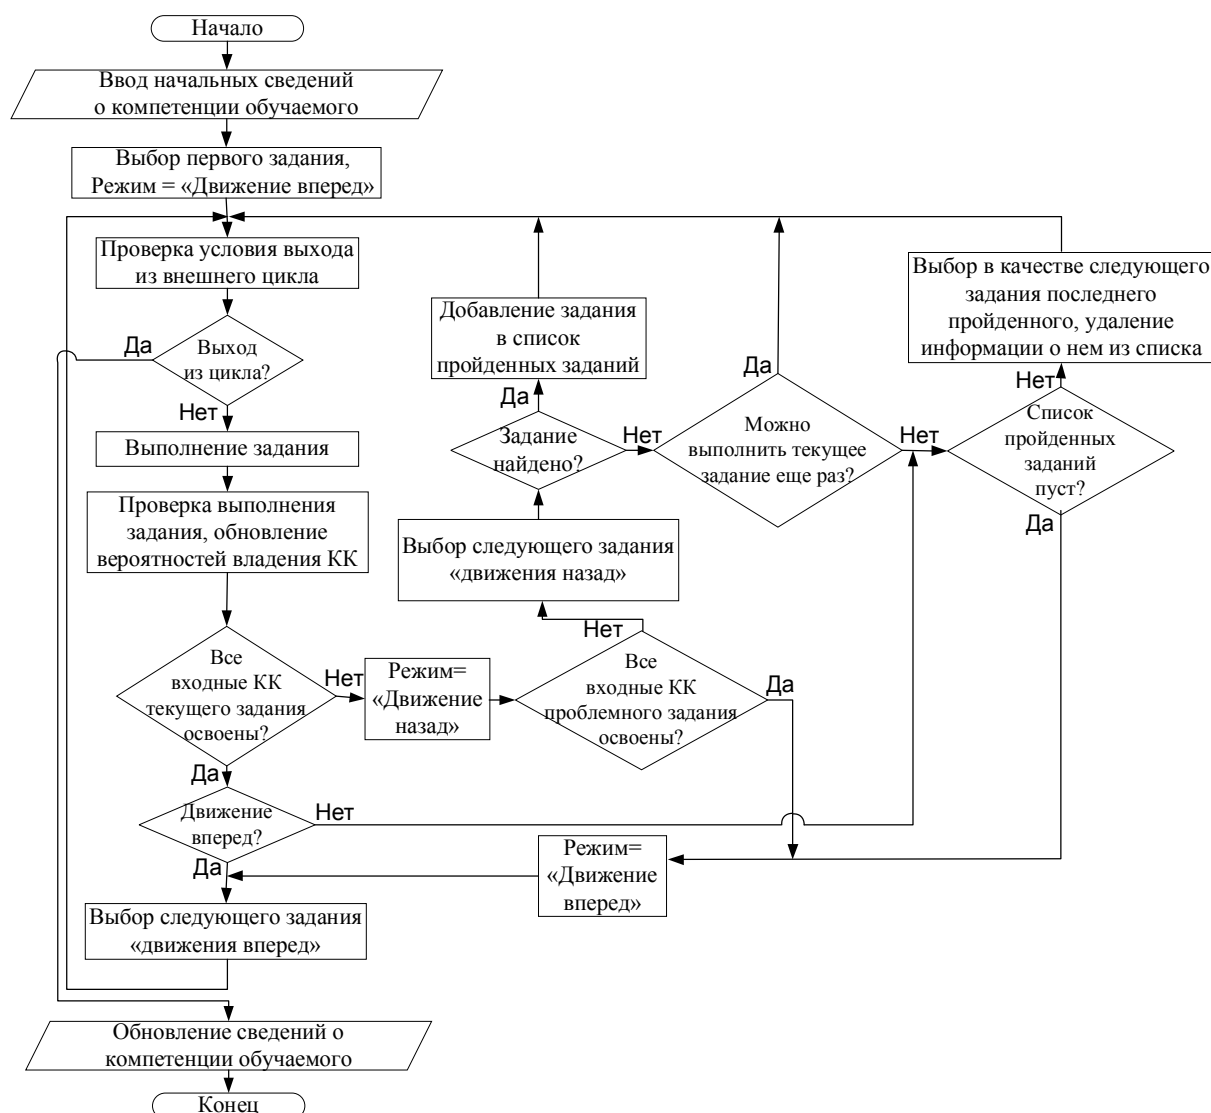 Начало
Ввод начальных сведений
о компетенции обучаемого
Выбор первого задания,
Режим = «Движение вперед»
Проверка условия выхода
из внешнего цикла
Да
Выход
из цикла?
Нет
Выполнение задания
Проверка выполнения
задания, обновление
вероятностей владения КК
Все
входные КК
текущего задания
освоены?
Нет
Режим=
«Движение
назад»
Все
входные КК
проблемного задания
освоены?
Нет
Да
Выбор следующего задания
«движения назад»
Задание
найдено?
Да
Нет
Добавление задания
в список
пройденных заданий
Можно
выполнить текущее
задание еще раз?
Да
Нет
Список
пройденных
заданий
пуст?
Нет
Да
Выбор в качестве следующего
задания последнего
пройденного, удаление
информации о нем из списка
Да
Движение
вперед?
Нет
Да
Режим=
«Движение
вперед»
Выбор следующего задания
«движения вперед»
Обновление сведений о
компетенции обучаемого
Конец